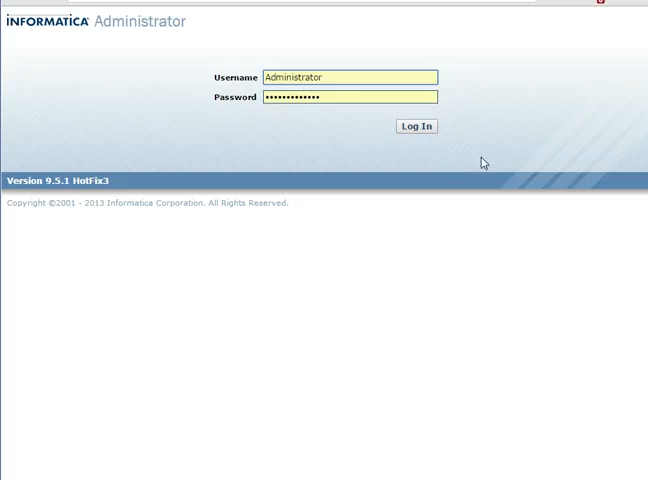 INFORMATICA Administrator
Username Administrator
Password •••••••••••••
Log In
Version 9.5.1 HotFix3
Copyright ©2001 - 2013 Informatica Corporation. All Rights Reserved.